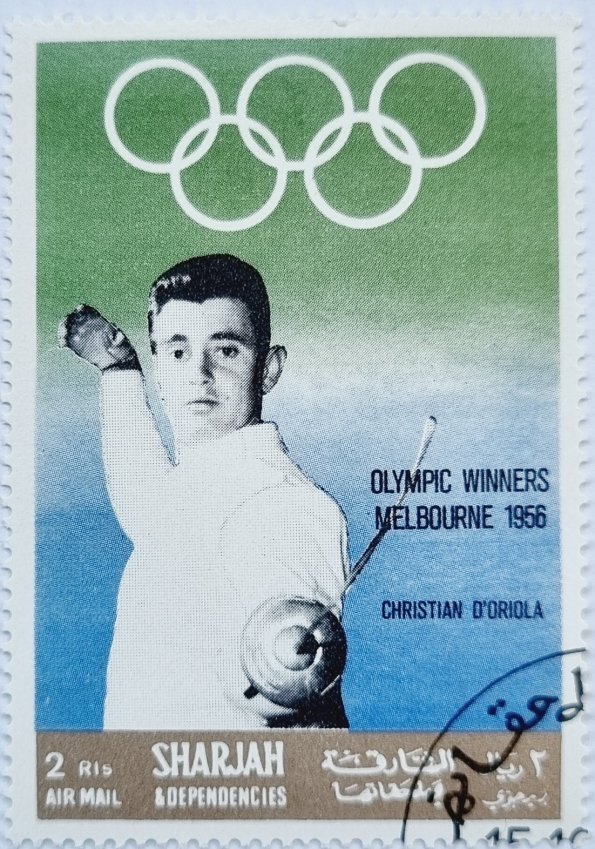 OLYMPIC WINNERS
MELBOURNE 1956
CHRISTIAN D'ORIOLA
2 Rls SHARJAH الشارقة ٢ ريال
AIR MAIL & DEPENDENCIES وملحقاتها بريد جوي